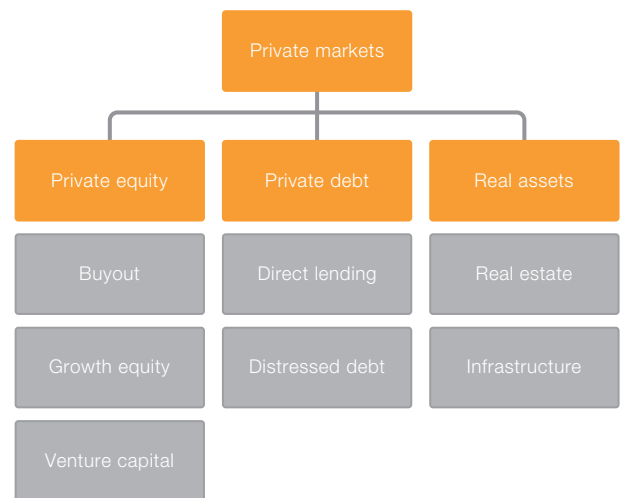 Private markets
Private equity
Private debt
Real assets
Buyout
Direct lending
Real estate
Growth equity
Distressed debt
Infrastructure
Venture capital